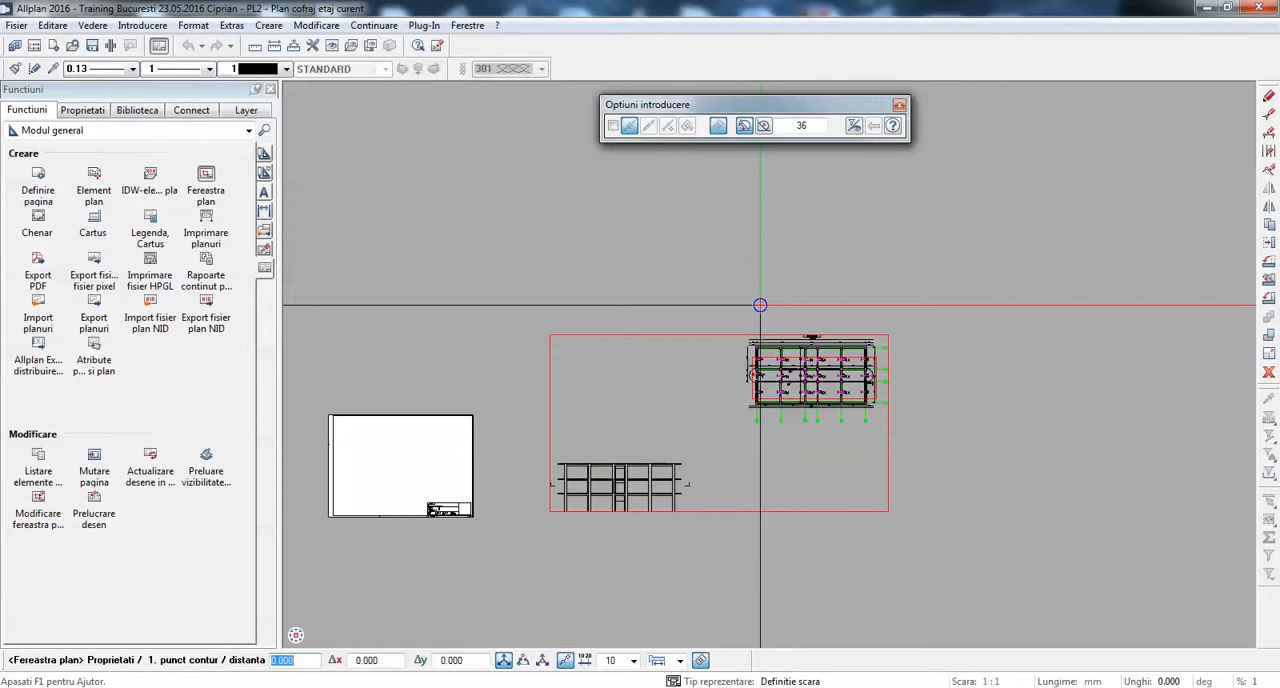 Allplan 2016 - Training Bucuresti 23.05.2016 Ciprian - PL2 - Plan cofraj etaj curent
Fisier Editare Vedere Introducere Format Extras Creare Modificare Continuare Plug-In Ferestre ?
0.13 1 1 STANDARD 301
Functiuni
Functiuni Proprietati Biblioteca Connect Layer
Modul general
Creare
Definire pagina
Element plan
IDW-ele... pla
Fereastra plan
Chenar
Cartus
Legenda, Cartus
Imprimare planuri
Export PDF
Export fisi... fisier pixel
Imprimare fisier HPGL
Rapoarte continut p...
Import planuri
Export planuri
Import fisier plan NID
Export fisier plan NID
Allplan Ex... distribuire...
Atribute p... si plan
Modificare
Listare elemente ...
Mutare pagina
Actualizare desene in ...
Preluare vizibilitate...
Modificare fereastra p...
Prelucrare desen
Optiuni introducere
36
<Fereastra plan> Proprietati / 1. punct contur / distanta 0.000 Δx 0.000 Δy 0.000 10
Apasati F1 pentru Ajutor. Tip reprezentare: Definitie scara Scara: 1 : 1 Lungime: mm Unghi: 0.000 deg %: 1